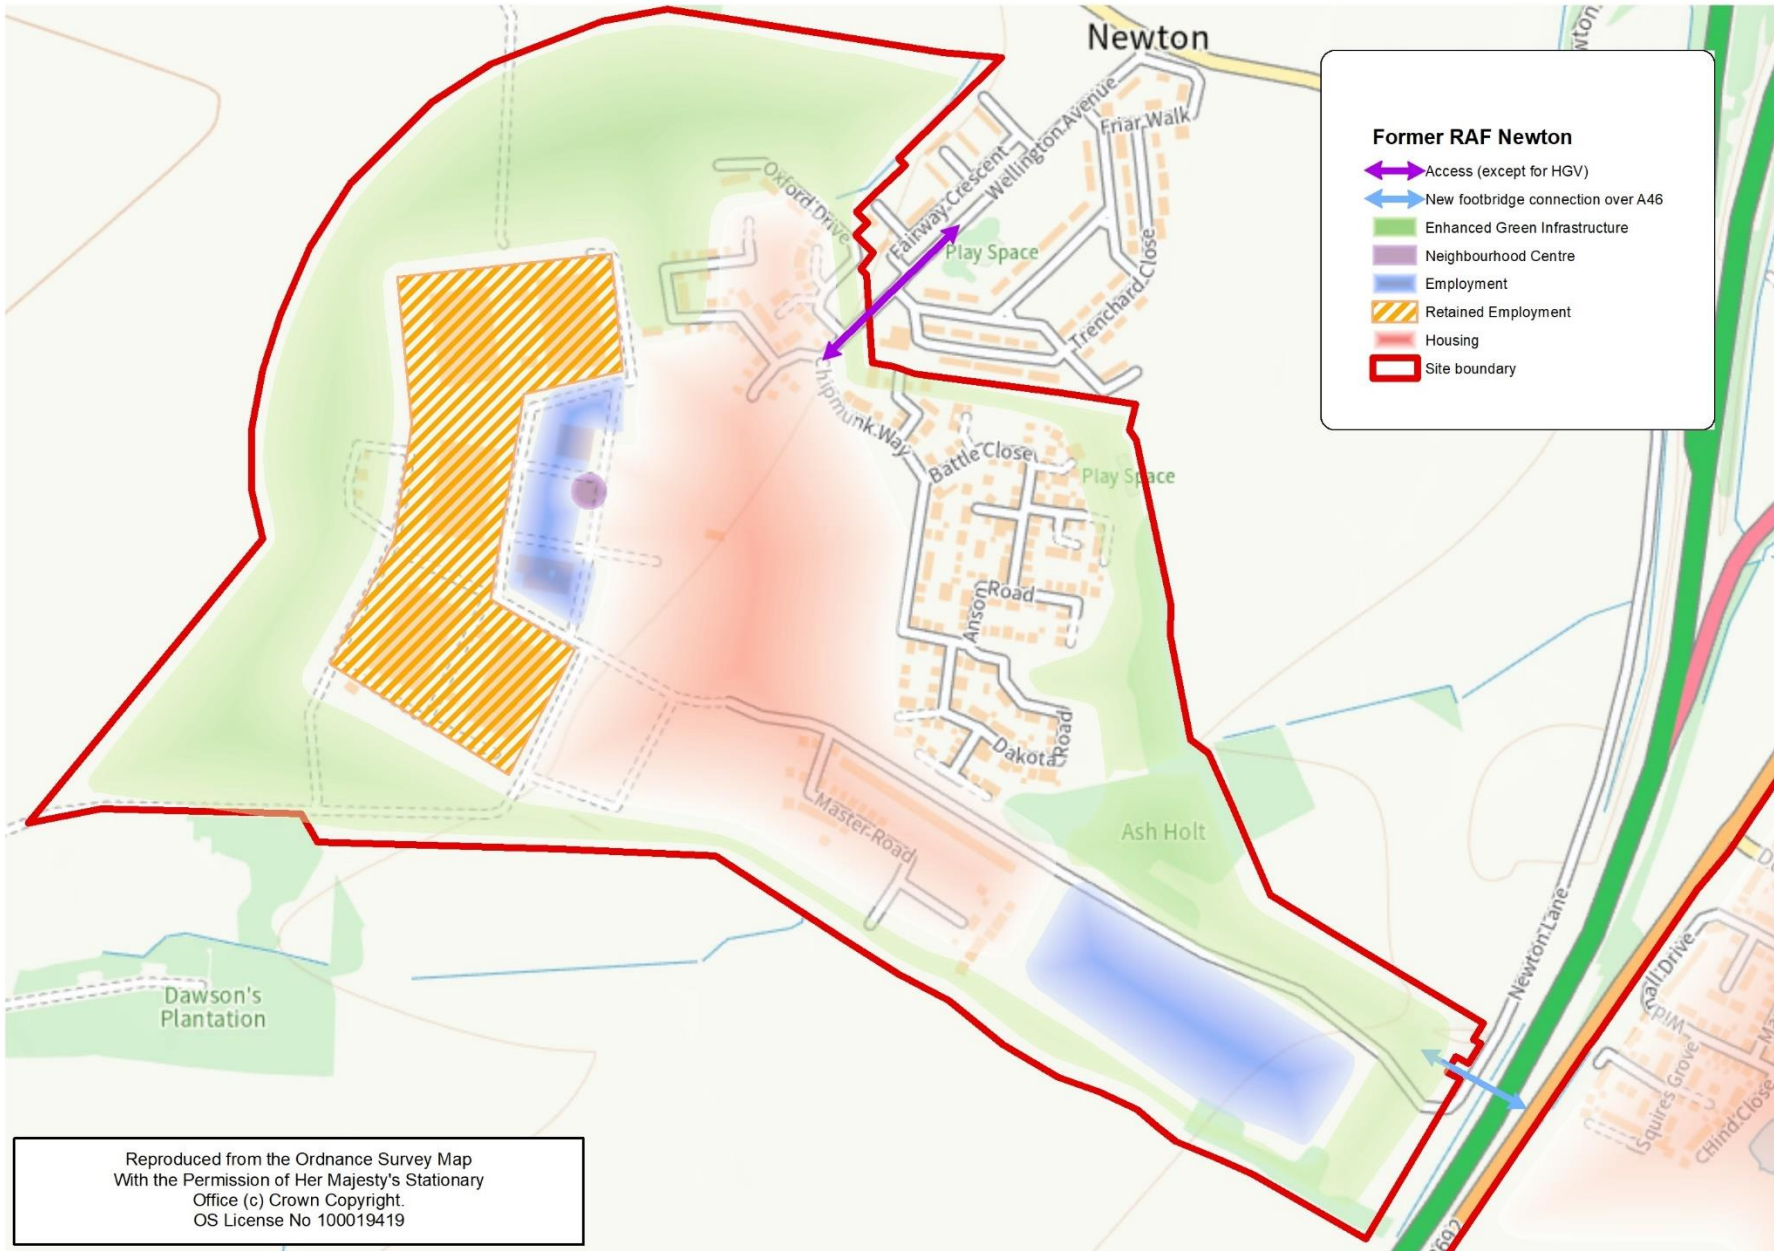 Newton
Friar Walk
Wellington Avenue
Fairway Crescent
Oxford Drive
Play Space
Trenchard Close
Chipmunk Way
Battle Close
Play Space
Anson Road
Dakota Road
Master Road
Ash Holt
Newton Lane
Dawson's
Plantation
Squires Grove
Hind Close
Former RAF Newton
Access (except for HGV)
New footbridge connection over A46
Enhanced Green Infrastructure
Neighbourhood Centre
Employment
Retained Employment
Housing
Site boundary
Reproduced from the Ordnance Survey Map
With the Permission of Her Majesty's Stationary
Office (c) Crown Copyright.
OS License No 100019419